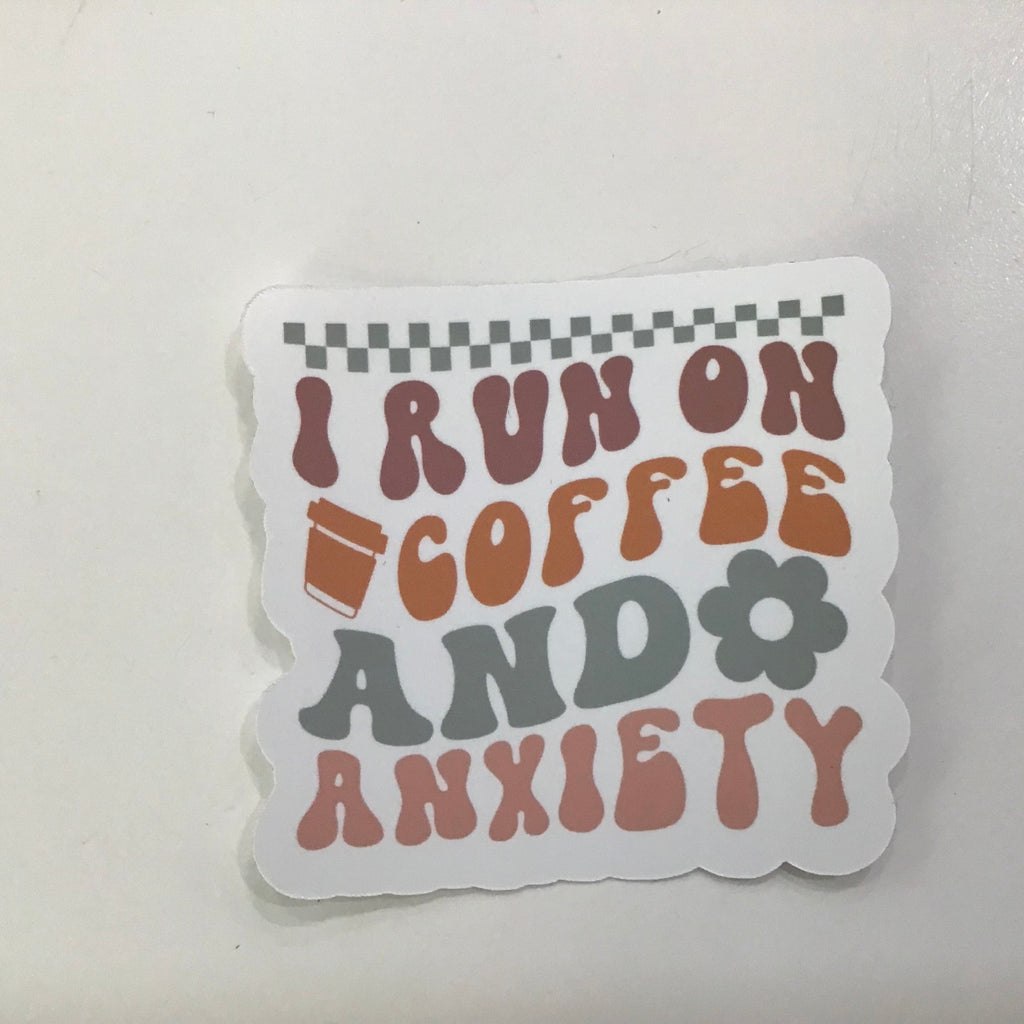 I RUN ON
COFFEE
AND
ANXIETY